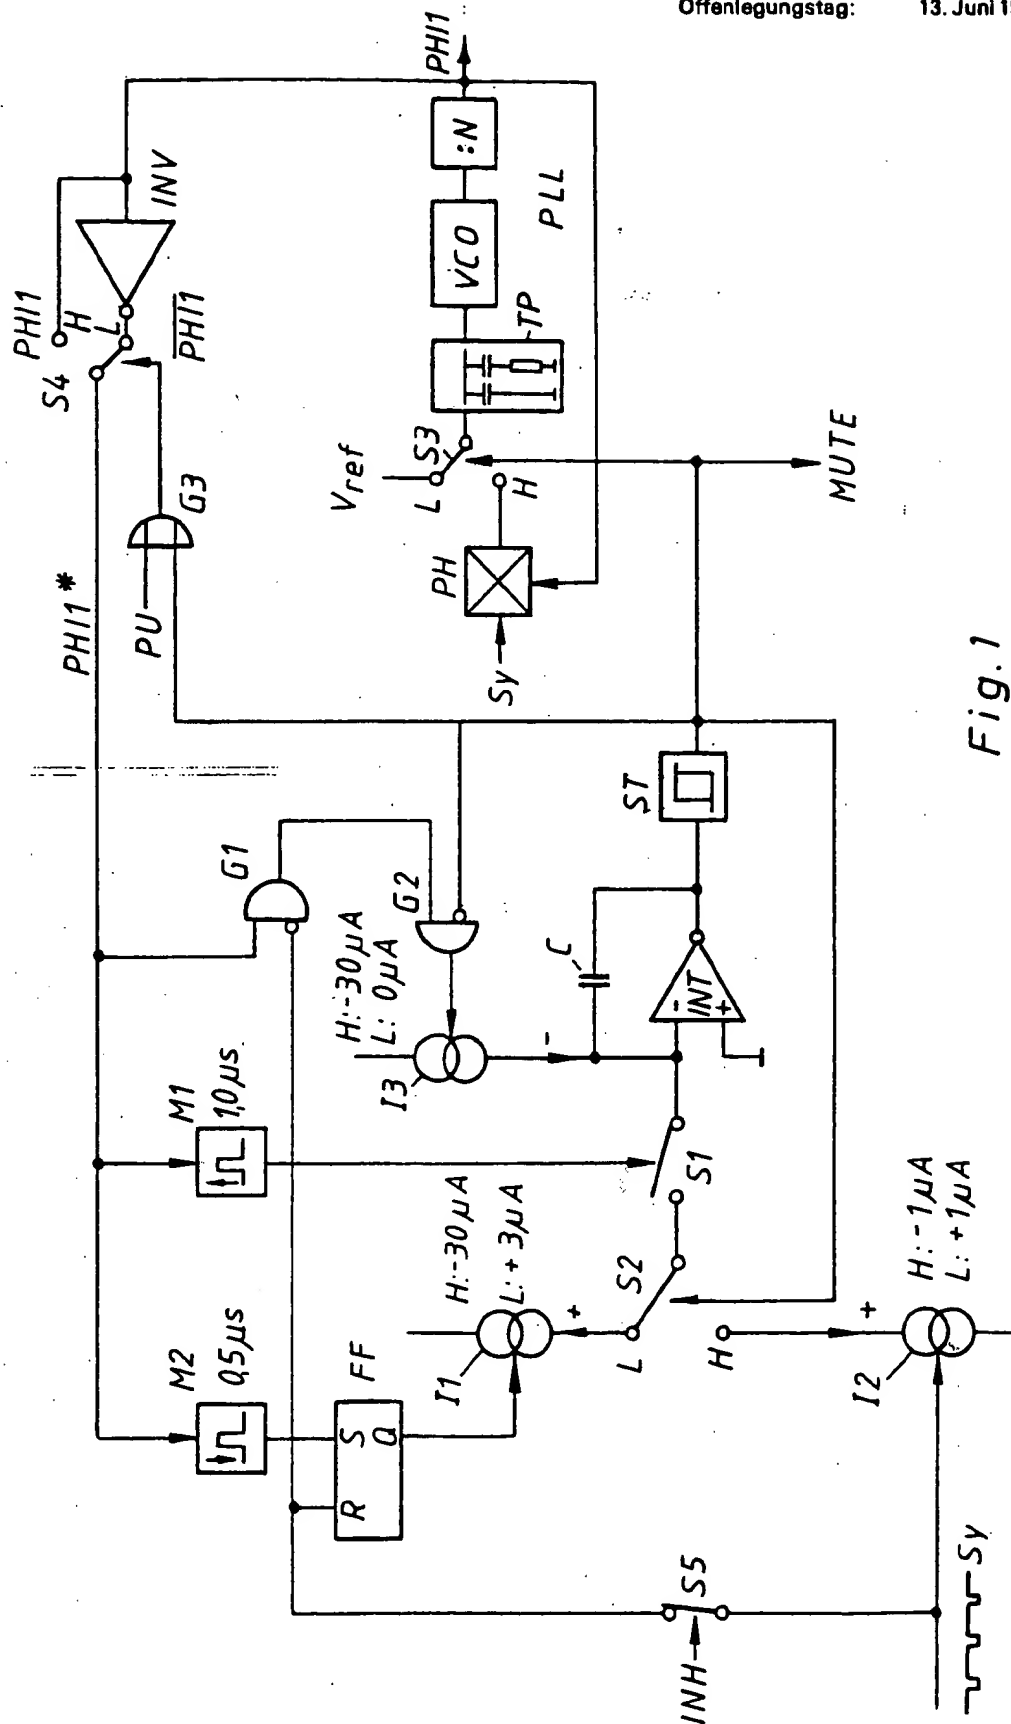 Offenlegungstag: 13. Juni 1
PHI1
INV
PHI1
H
L
PHI1
S4
:N
VCO
PLL
TP
Vref
S3
L
H
MUTE
G3
PHI1*
PU
PH
Sy
Fig. 1
ST
G1
G2
C
H:-30µA
L: 0µA
I3
INT
-
+
-
M1
1,0µs
S1
H:-30µA
L:+3µA
S2
H:-1µA
L:+1µA
M2
0,5µs
FF
I1
+
L
H
+
I2
S
Q
R
S5
INH
Sy